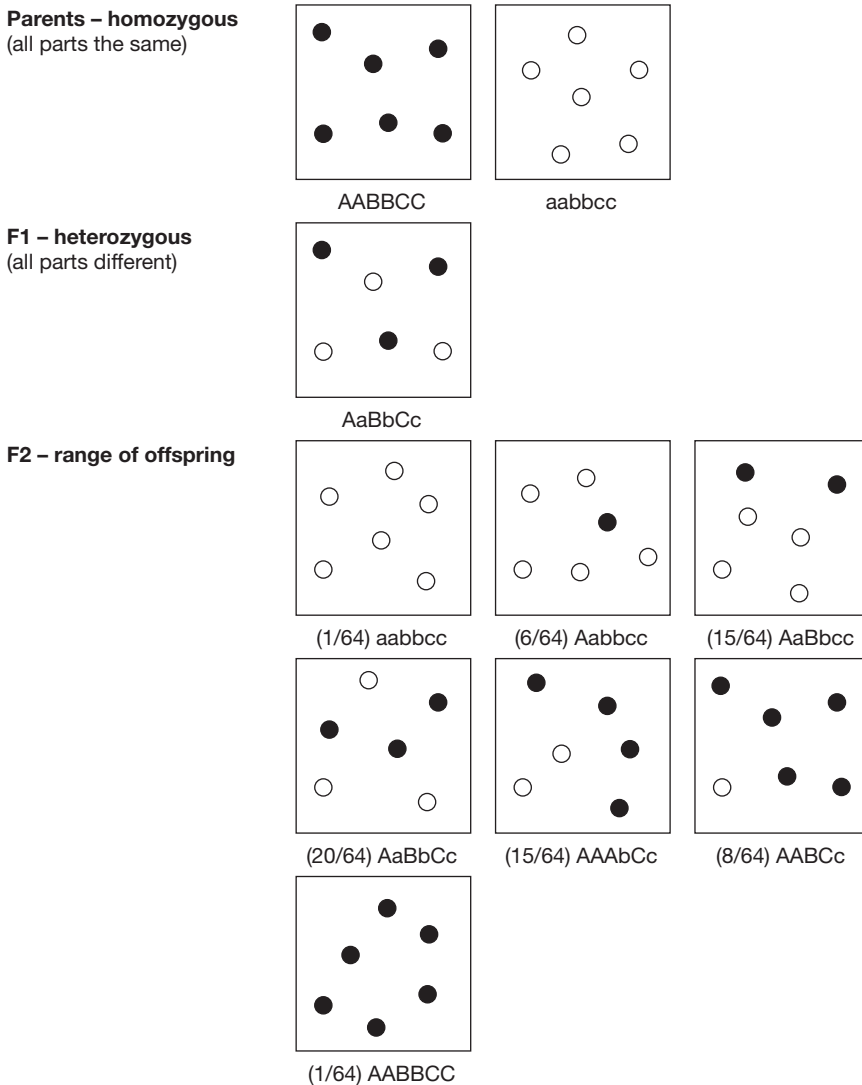 Parents – homozygous
(all parts the same)
AABBCC
aabbcc
F1 – heterozygous
(all parts different)
AaBbCc
F2 – range of offspring
(1/64) aabbcc
(6/64) Aabbcc
(15/64) AaBbcc
(20/64) AaBbCc
(15/64) AAAbCc
(8/64) AABCc
(1/64) AABBCC